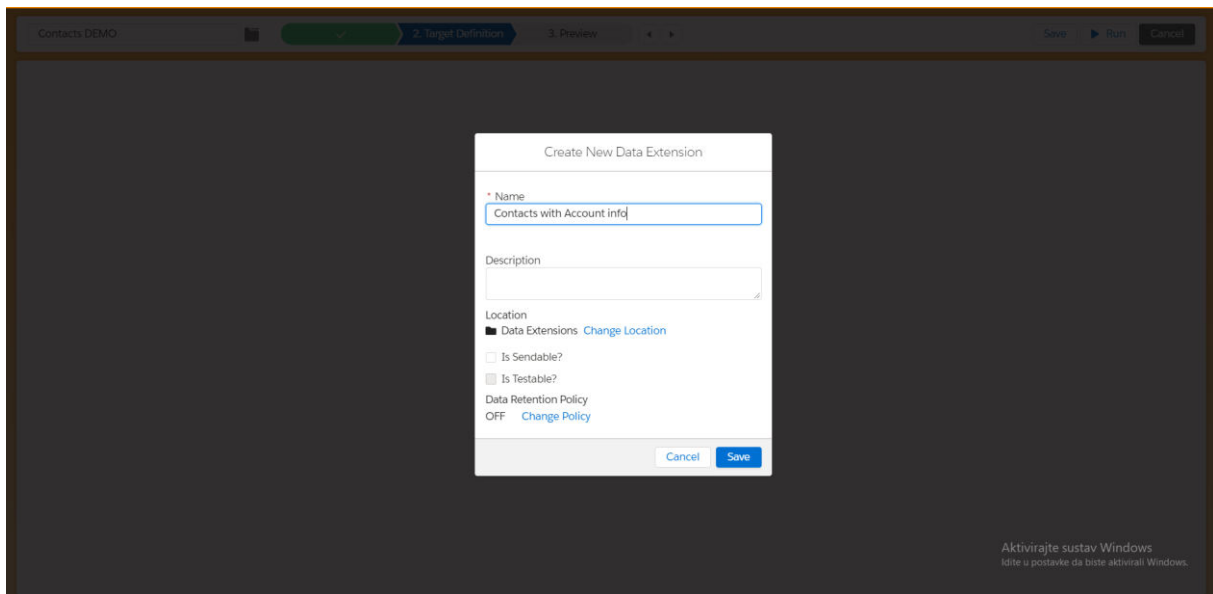 Contacts DEMO
2. Target Definition
3. Preview
Save
Run
Cancel
Create New Data Extension
* Name
Contacts with Account info
Description
Location
Data Extensions Change Location
Is Sendable?
Is Testable?
Data Retention Policy
OFF Change Policy
Cancel
Save
Aktivirajte sustav Windows
Idite u postavke da biste aktivirali Windows.